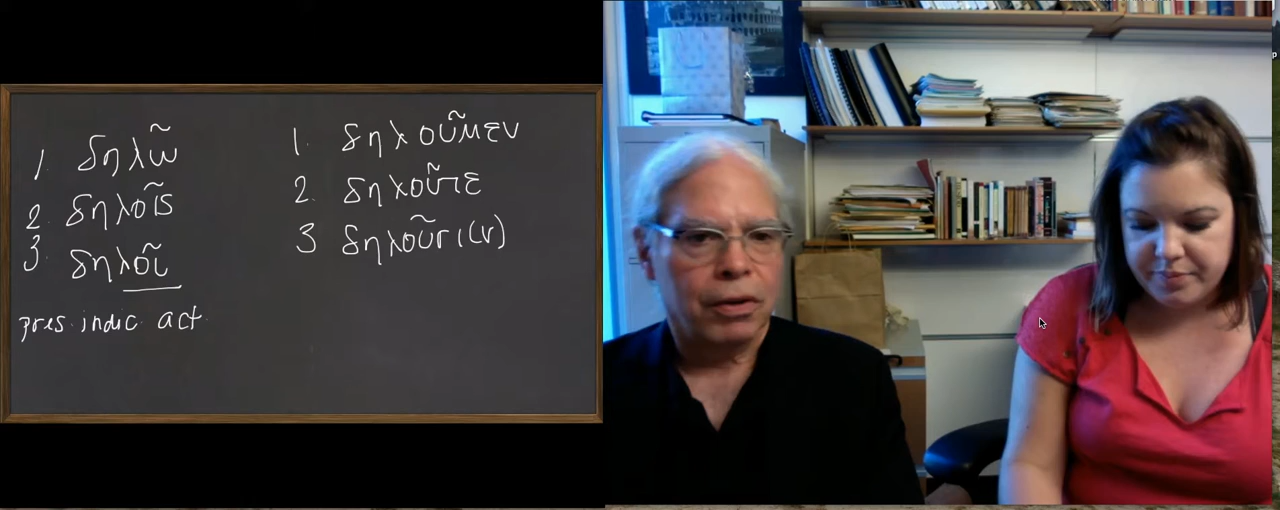 1. δηλῶ
2. δηλοῖς
3. δηλοῖ
pres. indic act.
1. δηλοῦμεν
2. δηλοῦτε
3 δηλοῦσι(ν)